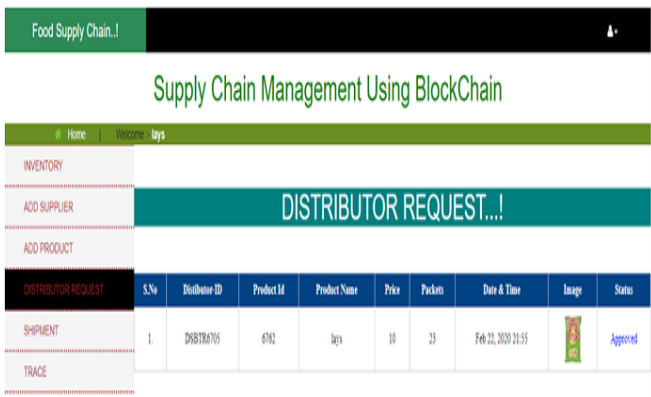 Food Supply Chain..!
Supply Chain Management Using BlockChain
Home | Welcome - lays
INVENTORY
ADD SUPPLIER
ADD PRODUCT
DISTRIBUTOR REQUEST
SHIPMENT
TRACE
DISTRIBUTOR REQUEST...!
S.No Distibutor-ID Product Id Product Name Price Packets Date & Time Image Status
1. DSBTR6705 6762 lays 10 23 Feb 22, 2020 21:55 Approved